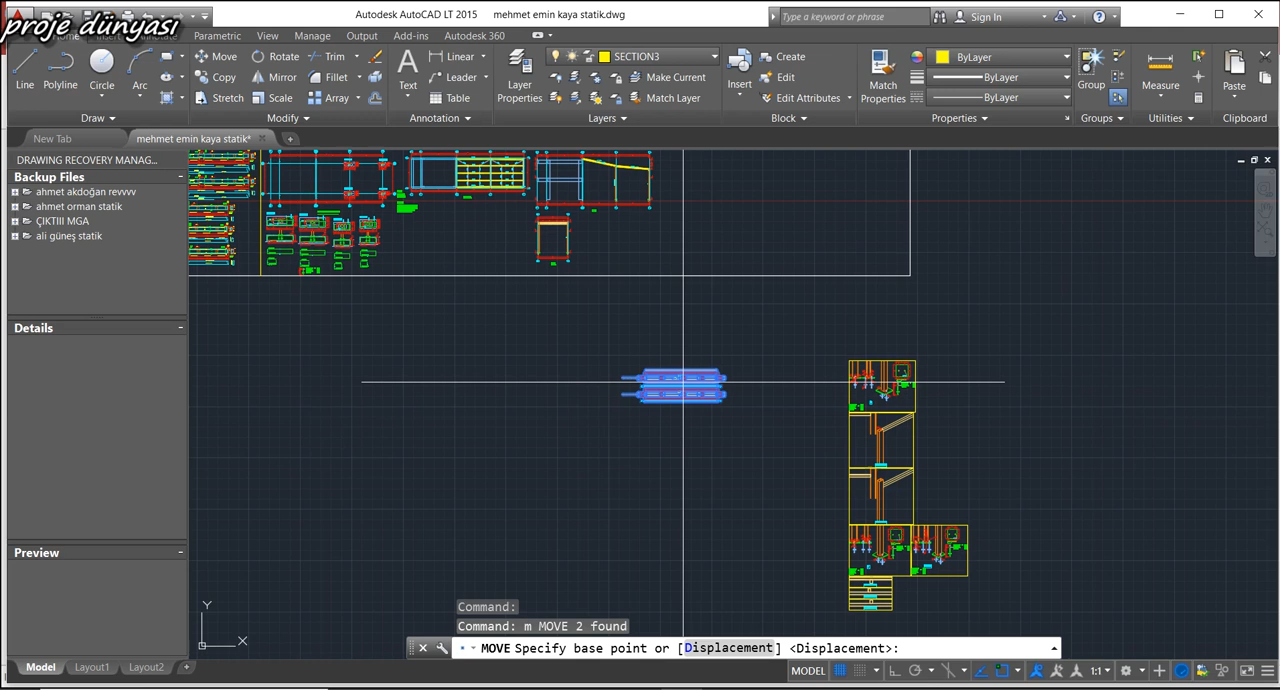 proje dünyası
Autodesk AutoCAD LT 2015 mehmet emin kaya statik.dwg
Type a keyword or phrase
Sign In
Parametric View Manage Output Add-ins Autodesk 360
Line Polyline Circle Arc
Move Rotate Trim
Copy Mirror Fillet
Stretch Scale Array
Text Linear
Leader
Table
Layer Properties
SECTION3
Make Current
Match Layer
Insert Create
Edit
Edit Attributes
Match Properties
ByLayer
ByLayer
ByLayer
Group Measure Paste
Draw Modify Annotation Layers Block Properties Groups Utilities Clipboard
New Tab mehmet emin kaya statik*
DRAWING RECOVERY MANAG...
Backup Files
ahmet akdoğan revvvv
ahmet orman statik
ÇIKTIII MGA
ali güneş statik
Details
Preview
Y
X
Command:
Command: m MOVE 2 found
MOVE Specify base point or [Displacement] <Displacement>:
Model Layout1 Layout2
MODEL 1:1